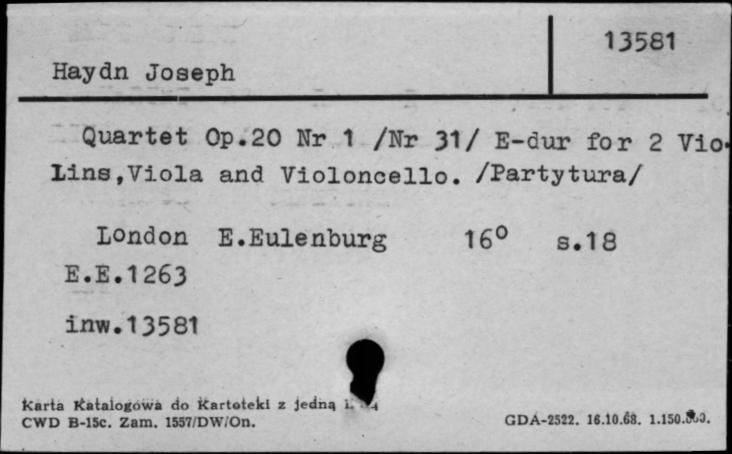 13581
Haydn Joseph
Quartet Op.20 Nr 1 /Nr 31/ E-dur for 2 Vio-
Lins,Viola and Violoncello. /Partytura/
London E.Eulenburg 16° s.18
E.E.1263
inw.13581
Karta Katalogowa do Kartoteki z jedną
CWD B-15c. Zam. 1557/DW/On. GDA-2522. 16.10.68.